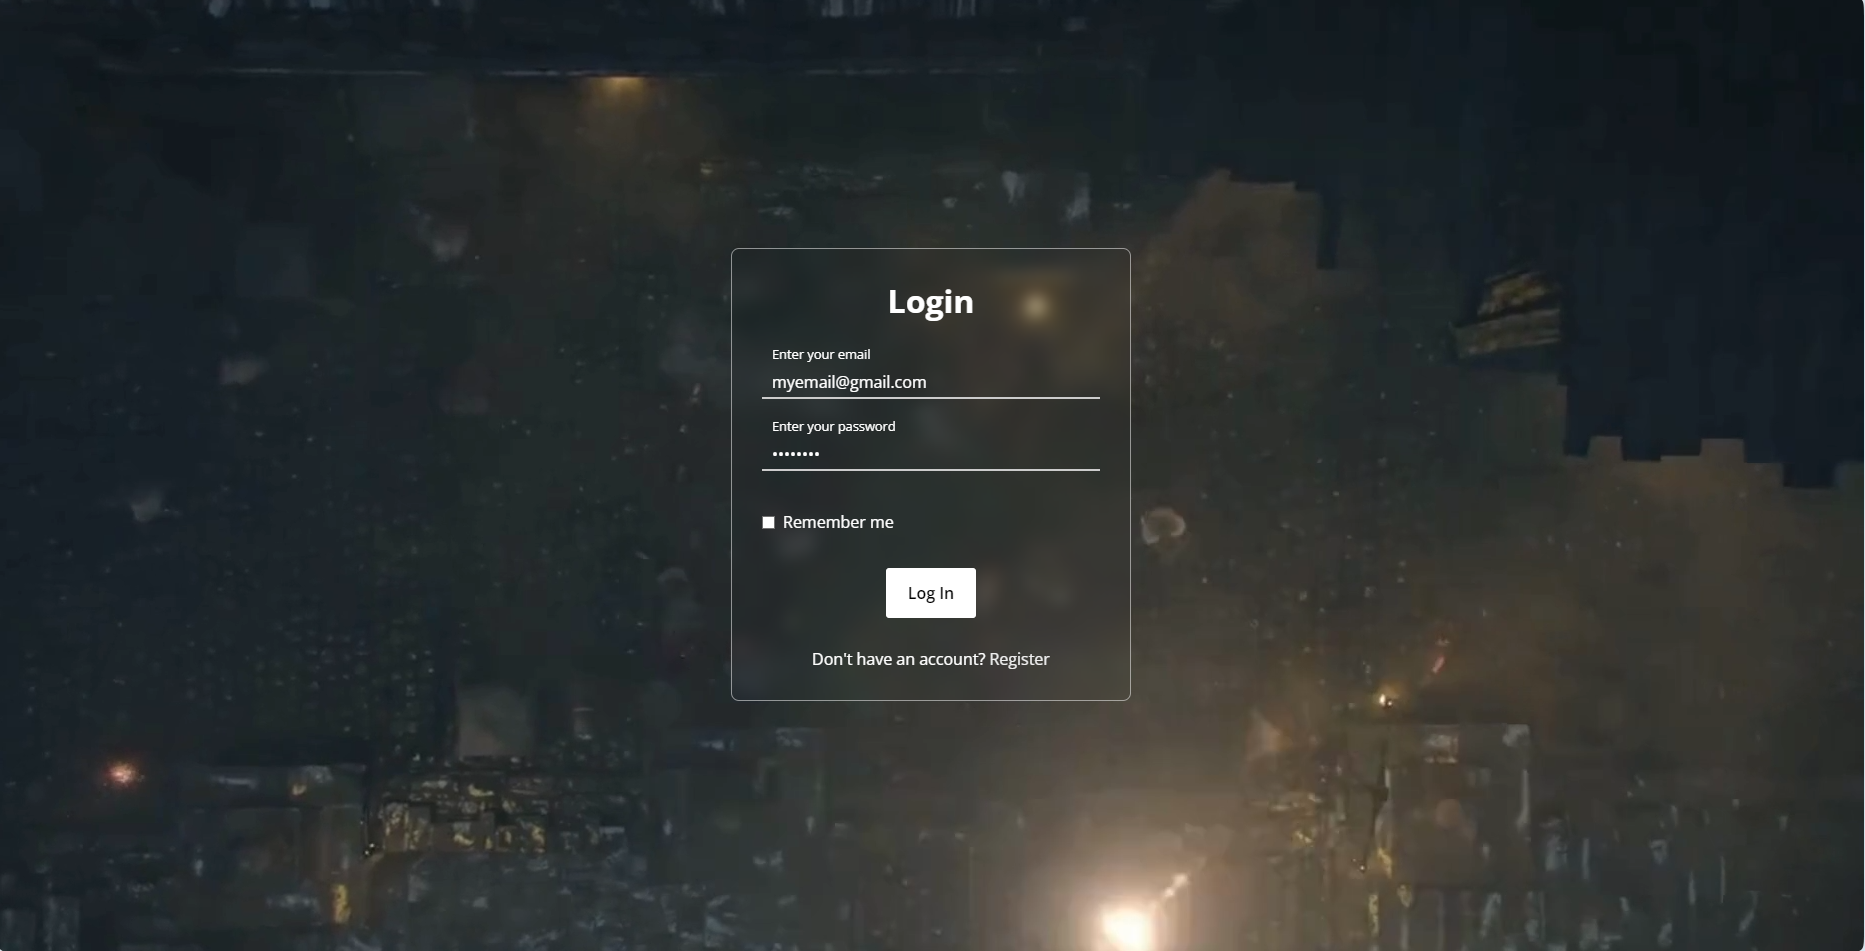 Login
Enter your email
myemail@gmail.com
Enter your password
••••••••
Remember me
Log In
Don't have an account? Register